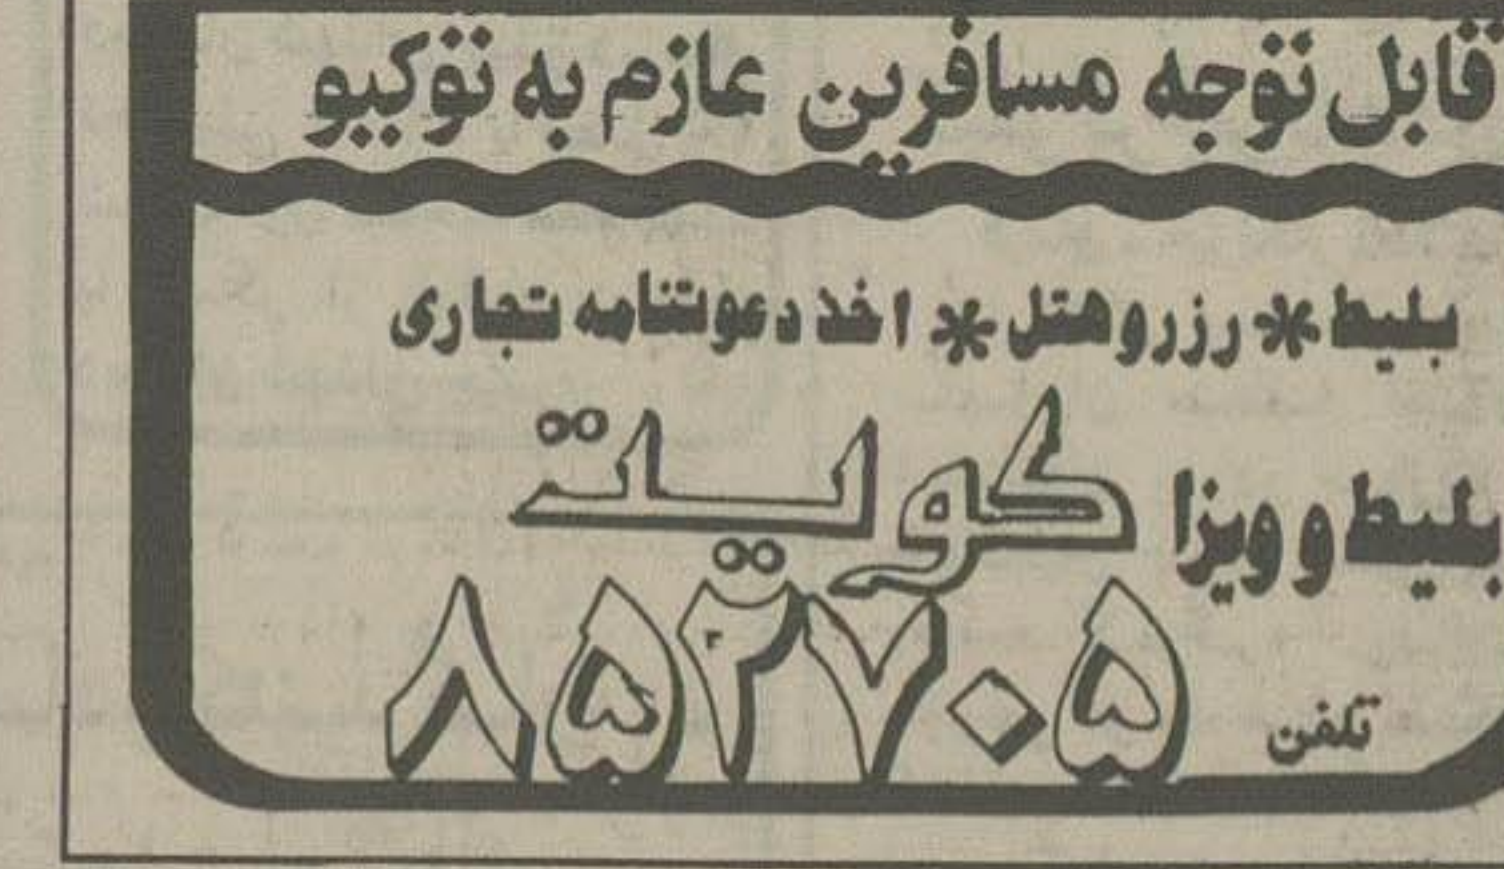 قابل توجه مسافرین عازم به توکیو
بلیط * رزرو هتل * اخذ دعوتنامه تجاری
بلیط و ویزا کویت
تلفن ۸۵۲۷۰۵